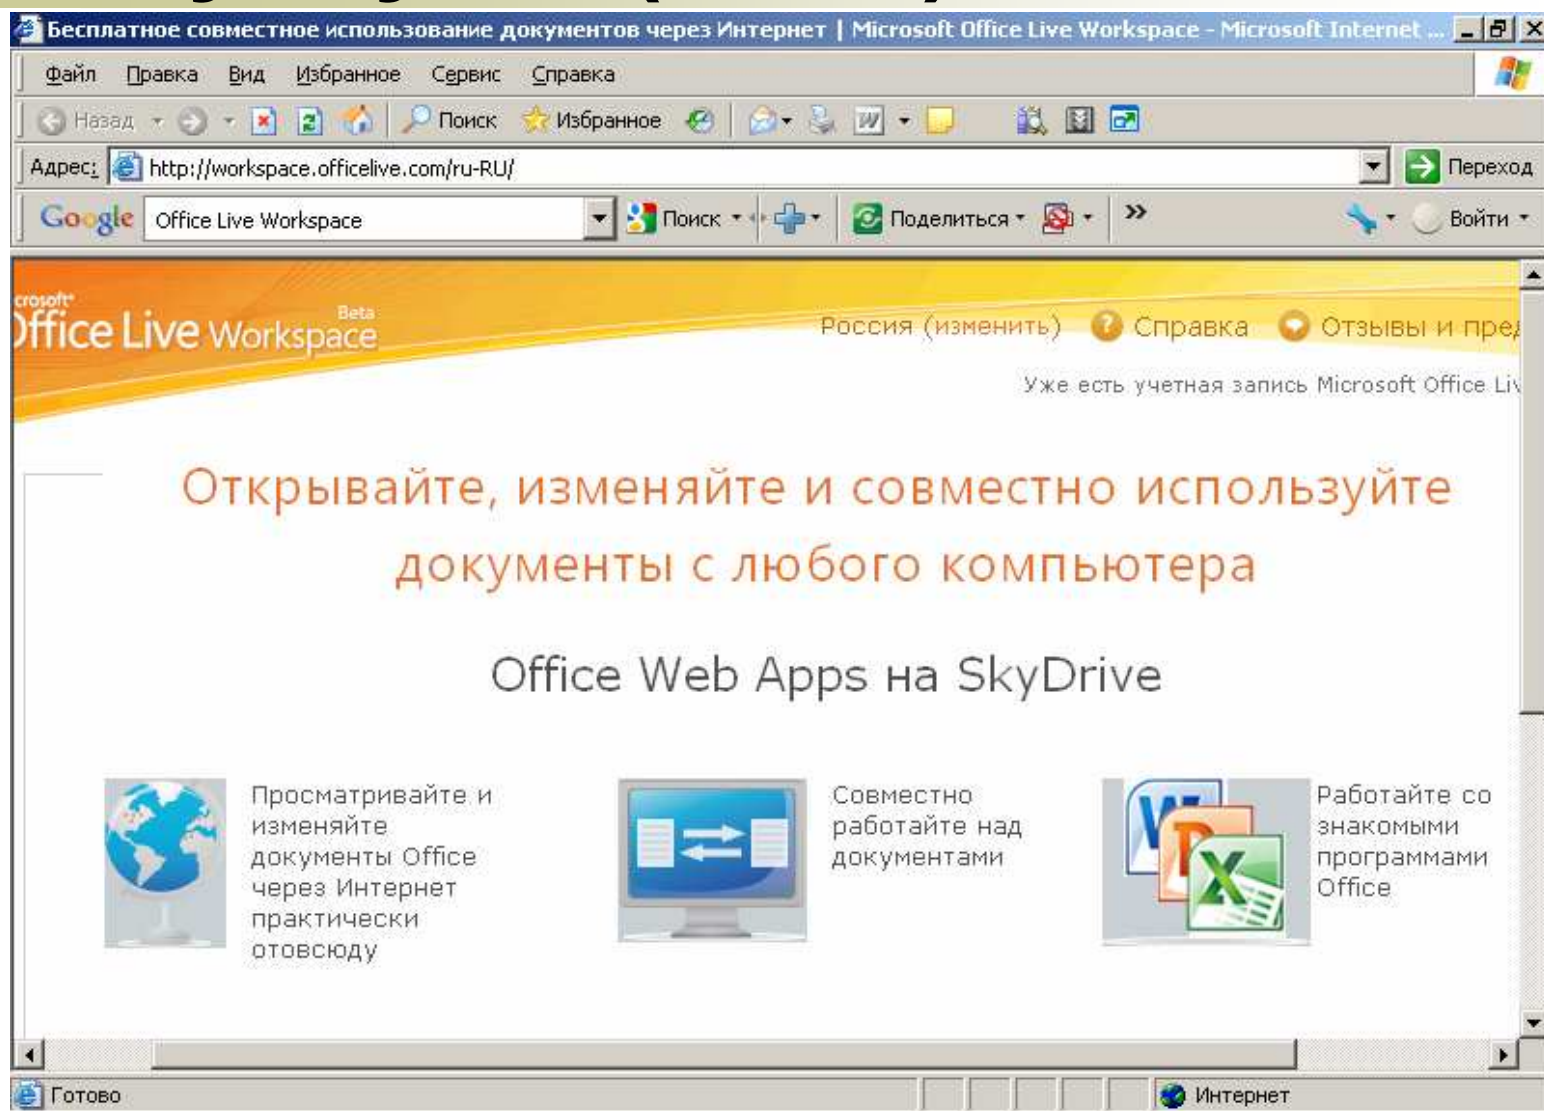 Бесплатное совместное использование документов через Интернет | Microsoft Office Live Workspace - Microsoft Internet ...
Файл Правка Вид Избранное Сервис Справка
Назад Поиск Избранное
Адрес: http://workspace.officelive.com/ru-RU/ Переход
Google Office Live Workspace Поиск Поделиться Войти
crosoft®
Office Live Workspace Beta
Россия (изменить) Справка Отзывы и пред
Уже есть учетная запись Microsoft Office Liv
Открывайте, изменяйте и совместно используйте
документы с любого компьютера
Office Web Apps на SkyDrive
Просматривайте и
изменяйте
документы Office
через Интернет
практически
отовсюду
Совместно
работайте над
документами
Работайте со
знакомыми
программами
Office
Готово Интернет